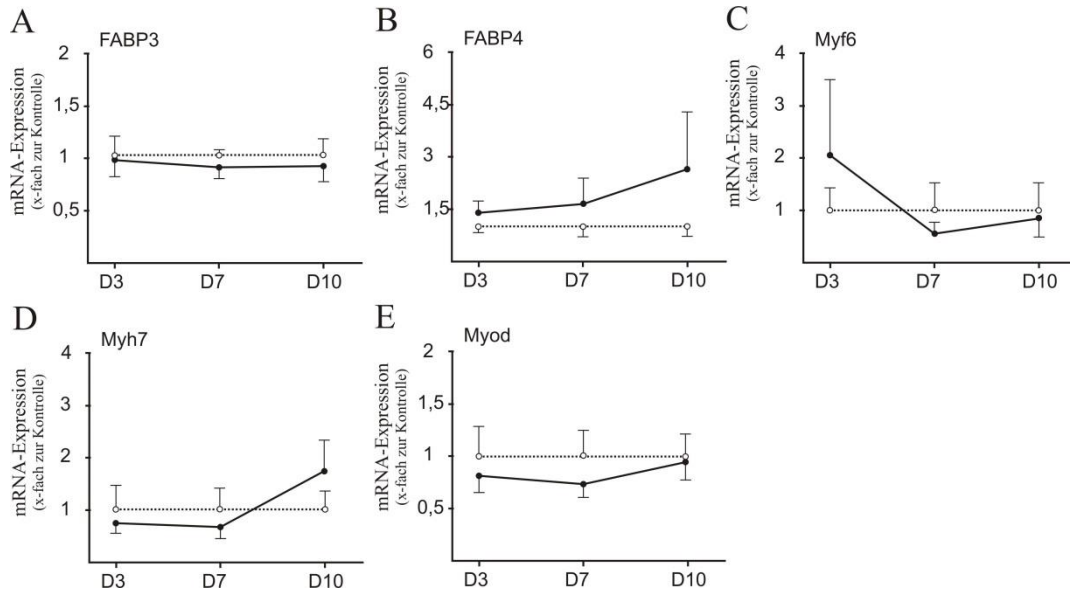 A
FABP3
mRNA-Expression
(x-fach zur Kontrolle)
2
1,5
1
0,5
D3 D7 D10
B
FABP4
mRNA-Expression
(x-fach zur Kontrolle)
6
4,5
3
1,5
D3 D7 D10
C
Myf6
mRNA-Expression
(x-fach zur Kontrolle)
4
3
2
1
D3 D7 D10
D
Myh7
mRNA-Expression
(x-fach zur Kontrolle)
4
3
2
1
D3 D7 D10
E
Myod
mRNA-Expression
(x-fach zur Kontrolle)
2
1,5
1
0,5
D3 D7 D10